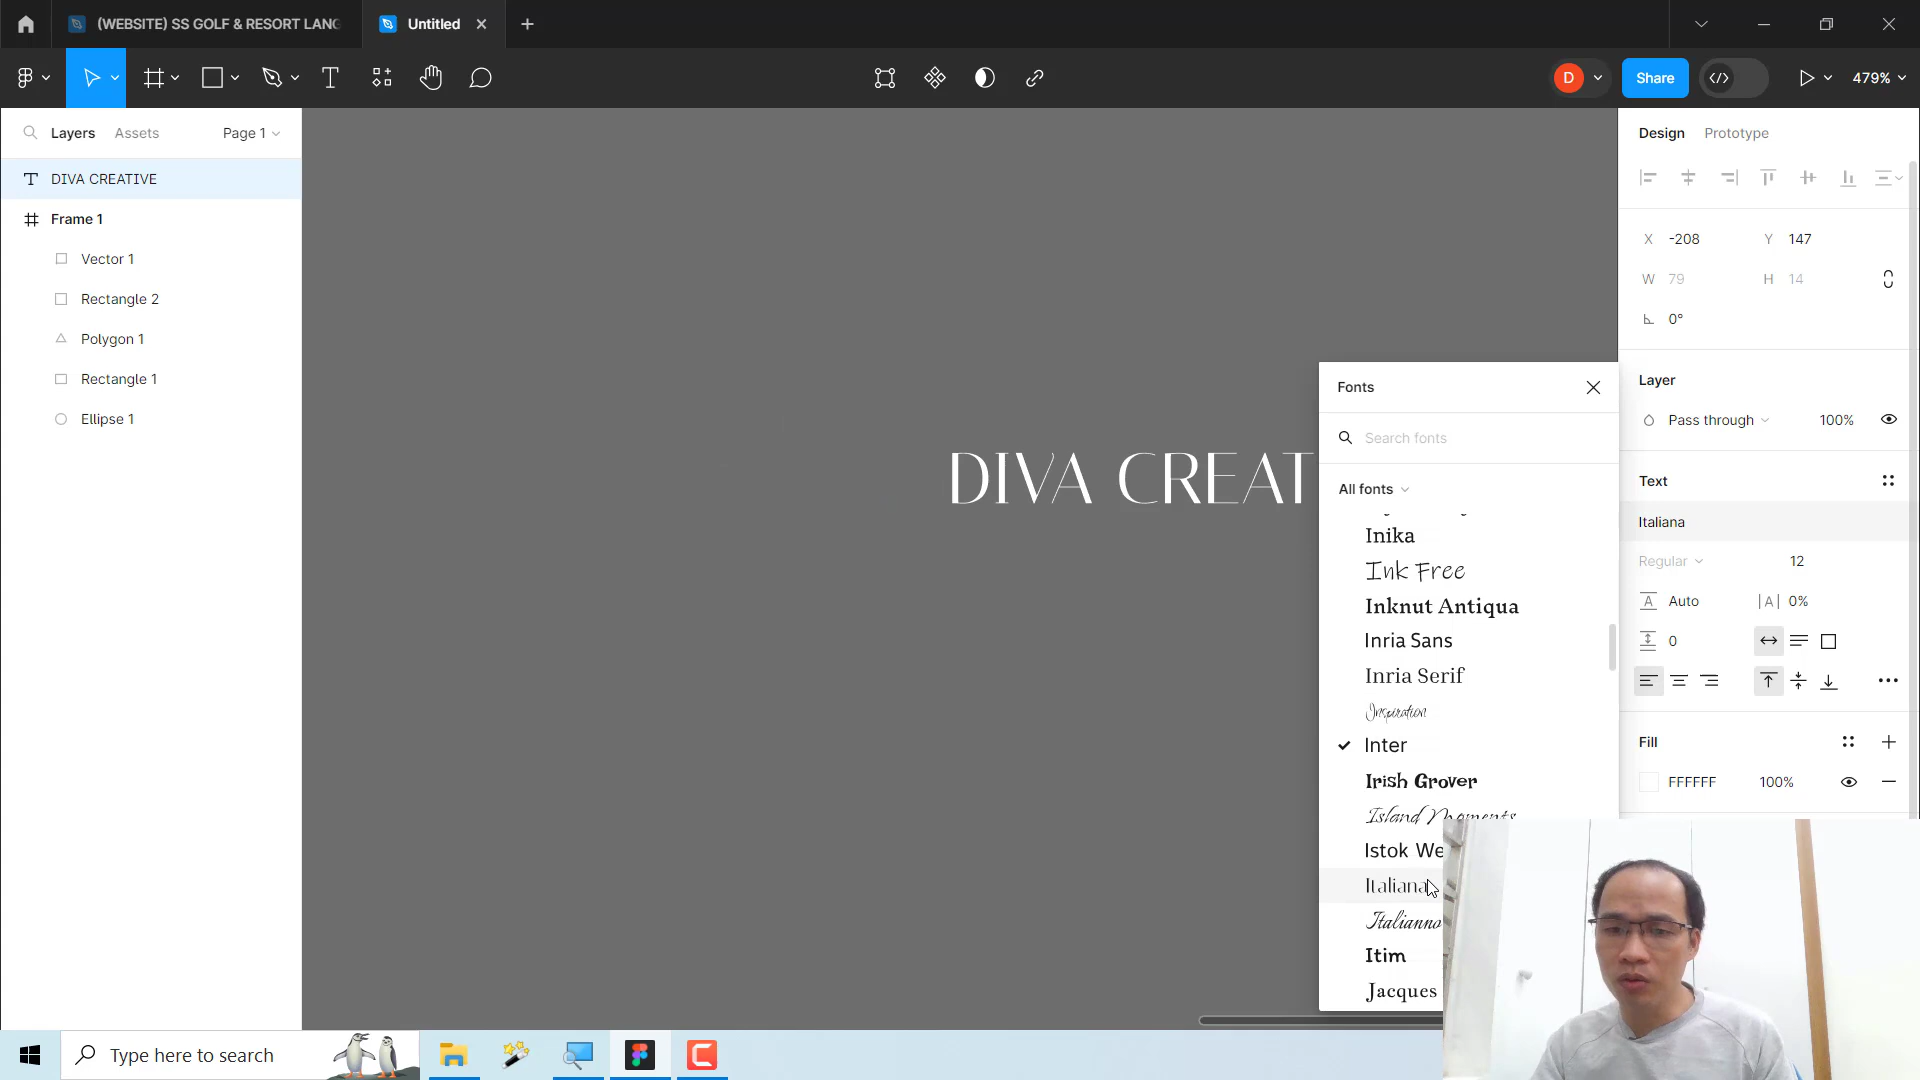 (WEBSITE) SS GOLF & RESORT LANG
Untitled
D
Share
479%
Layers
Assets
Page 1
DIVA CREATIVE
Frame 1
Vector 1
Rectangle 2
Polygon 1
Rectangle 1
Ellipse 1
DIVA CREAT
Fonts
Search fonts
All fonts
Inika
Ink Free
Inknut Antiqua
Inria Sans
Inria Serif
Inspiration
Inter
Irish Grover
Island Moments
Istok We
Italiana
Italianno
Itim
Jacques
Design
Prototype
X -208
Y 147
W 79
H 14
0°
Layer
Pass through
100%
Text
Italiana
Regular
12
A Auto
|A| 0%
0
Fill
FFFFFF
100%
Type here to search